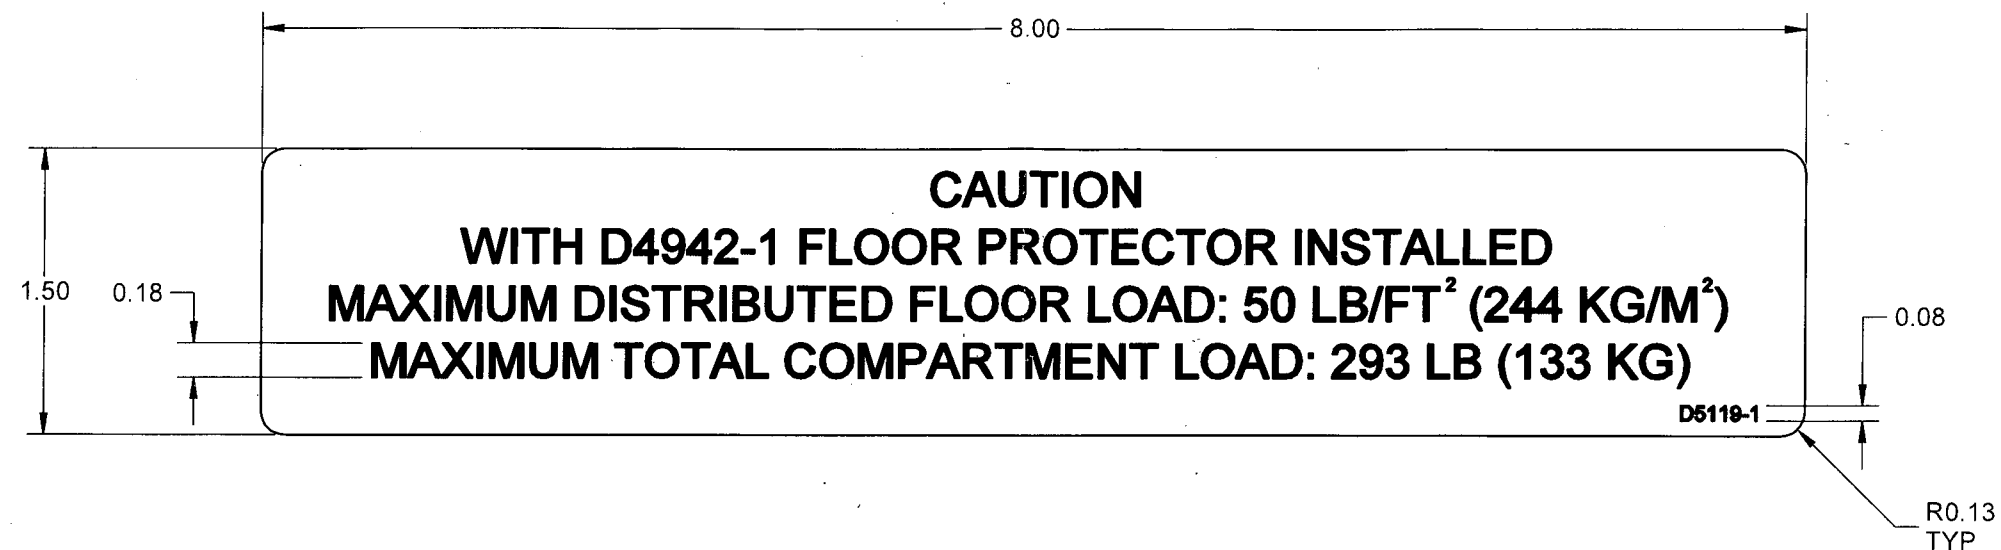 8.00
CAUTION
WITH D4942-1 FLOOR PROTECTOR INSTALLED
1.50
0.18
MAXIMUM DISTRIBUTED FLOOR LOAD: 50 LB/FT² (244 KG/M²)
0.08
MAXIMUM TOTAL COMPARTMENT LOAD: 293 LB (133 KG)
D5119-1
R0.13
TYP